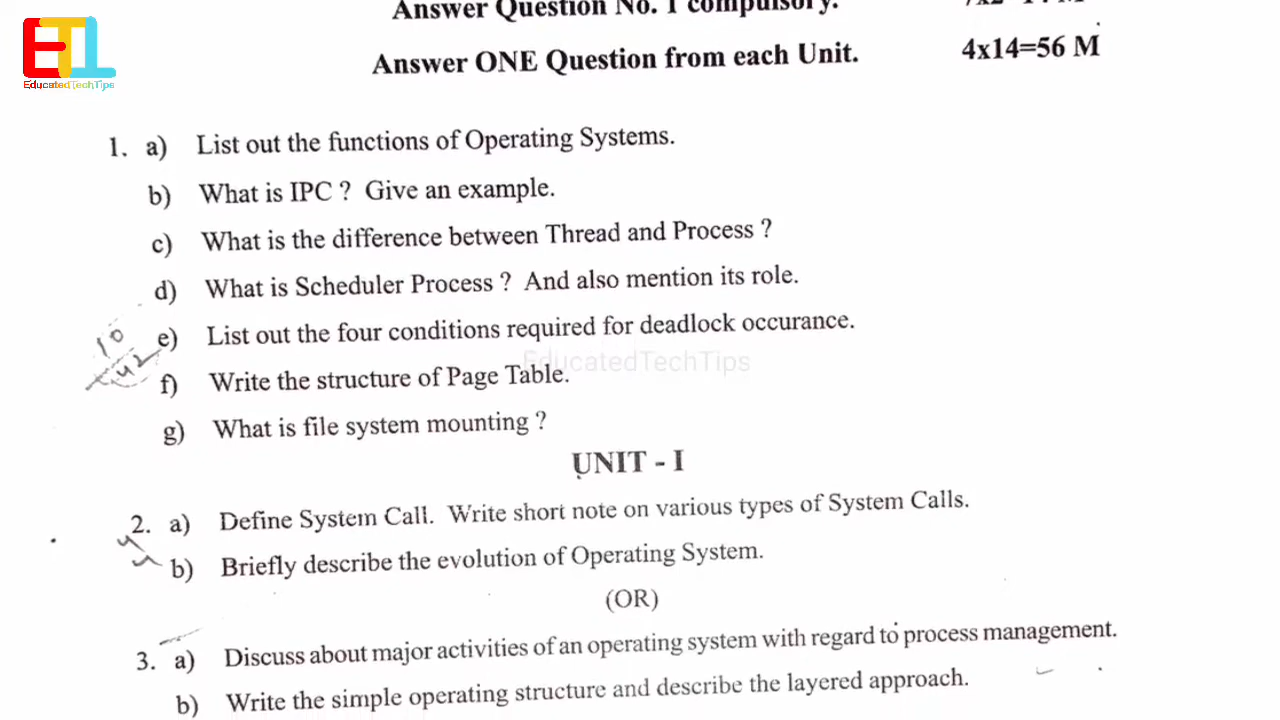 Answer Question No. 1 compulsory.
Answer ONE Question from each Unit. 4x14=56 M
ETT
EducatedTechTips
1. a) List out the functions of Operating Systems.
b) What is IPC ? Give an example.
c) What is the difference between Thread and Process ?
d) What is Scheduler Process ? And also mention its role.
e) List out the four conditions required for deadlock occurance.
EducatedTechTips
f) Write the structure of Page Table.
g) What is file system mounting ?
UNIT - I
2. a) Define System Call. Write short note on various types of System Calls.
b) Briefly describe the evolution of Operating System.
(OR)
3. a) Discuss about major activities of an operating system with regard to process management.
b) Write the simple operating structure and describe the layered approach.